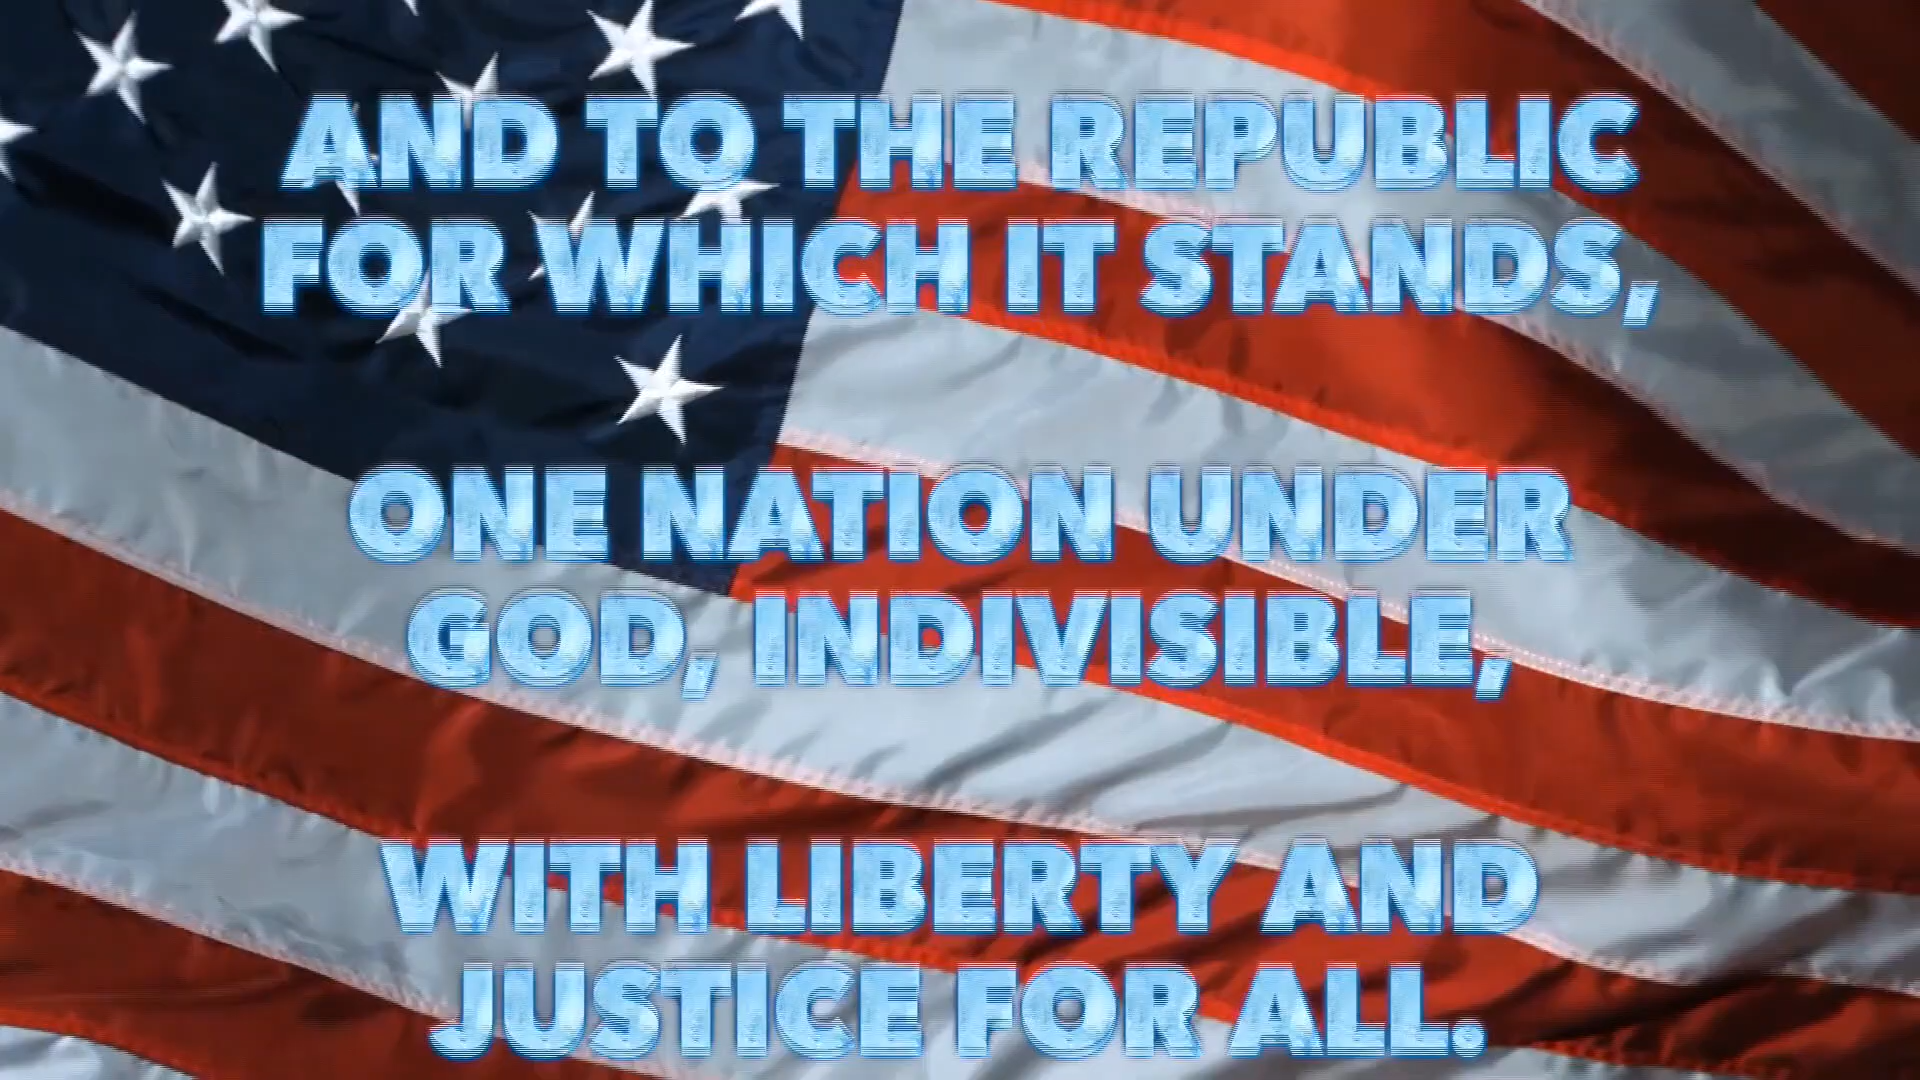 AND TO THE REPUBLIC
FOR WHICH IT STANDS,
ONE NATION UNDER
GOD, INDIVISIBLE,
WITH LIBERTY AND
JUSTICE FOR ALL.